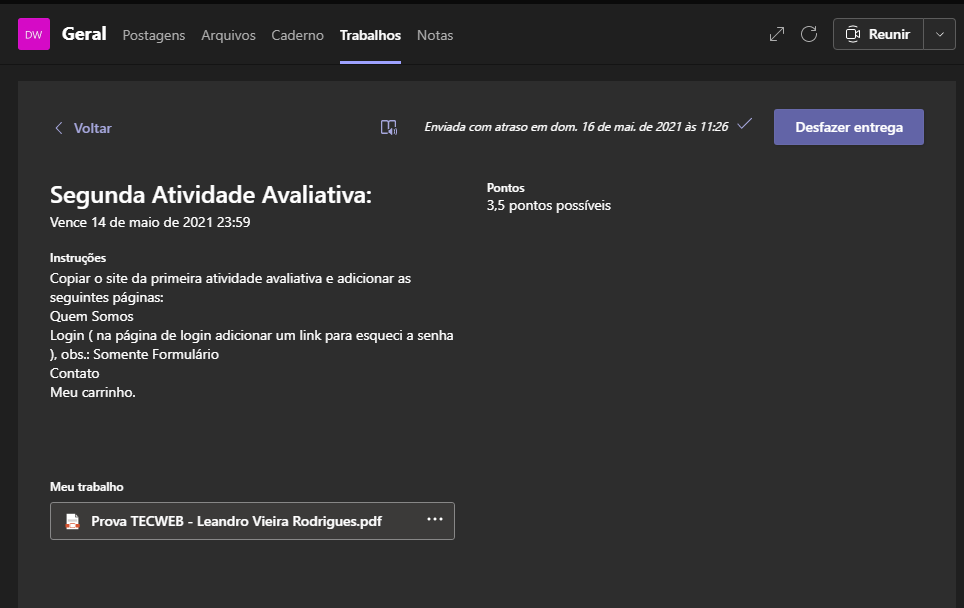 DW Geral Postagens Arquivos Caderno Trabalhos Notas Reunir
Voltar Enviada com atraso em dom. 16 de mai. de 2021 às 11:26 Desfazer entrega
Segunda Atividade Avaliativa:
Vence 14 de maio de 2021 23:59
Pontos
3,5 pontos possíveis
Instruções
Copiar o site da primeira atividade avaliativa e adicionar as
seguintes páginas:
Quem Somos
Login ( na página de login adicionar um link para esqueci a senha
), obs.: Somente Formulário
Contato
Meu carrinho.
Meu trabalho
Prova TECWEB - Leandro Vieira Rodrigues.pdf